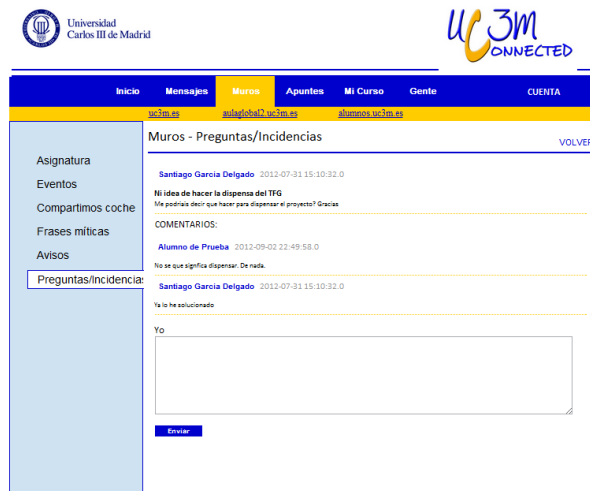 Universidad
Carlos III de Madrid
UC3M
CONNECTED
Inicio Mensajes Muros Apuntes Mi Curso Gente CUENTA
uc3m.es aulaglobal2.uc3m.es alumnos.uc3m.es
Muros - Preguntas/Incidencias
VOLVER
Asignatura
Eventos
Compartimos coche
Frases míticas
Avisos
Preguntas/Incidencias
Santiago Garcia Delgado 2012-07-31 15:10:32.0
Ni idea de hacer la dispensa del TFG
Me podriais decir que hacer para dispensar el proyecto? Gracias
COMENTARIOS:
Alumno de Prueba 2012-09-02 22:49:58.0
No se que signfica dispensar. De nada.
Santiago Garcia Delgado 2012-07-31 15:10:32.0
Ya lo he solucionado
Yo
Enviar